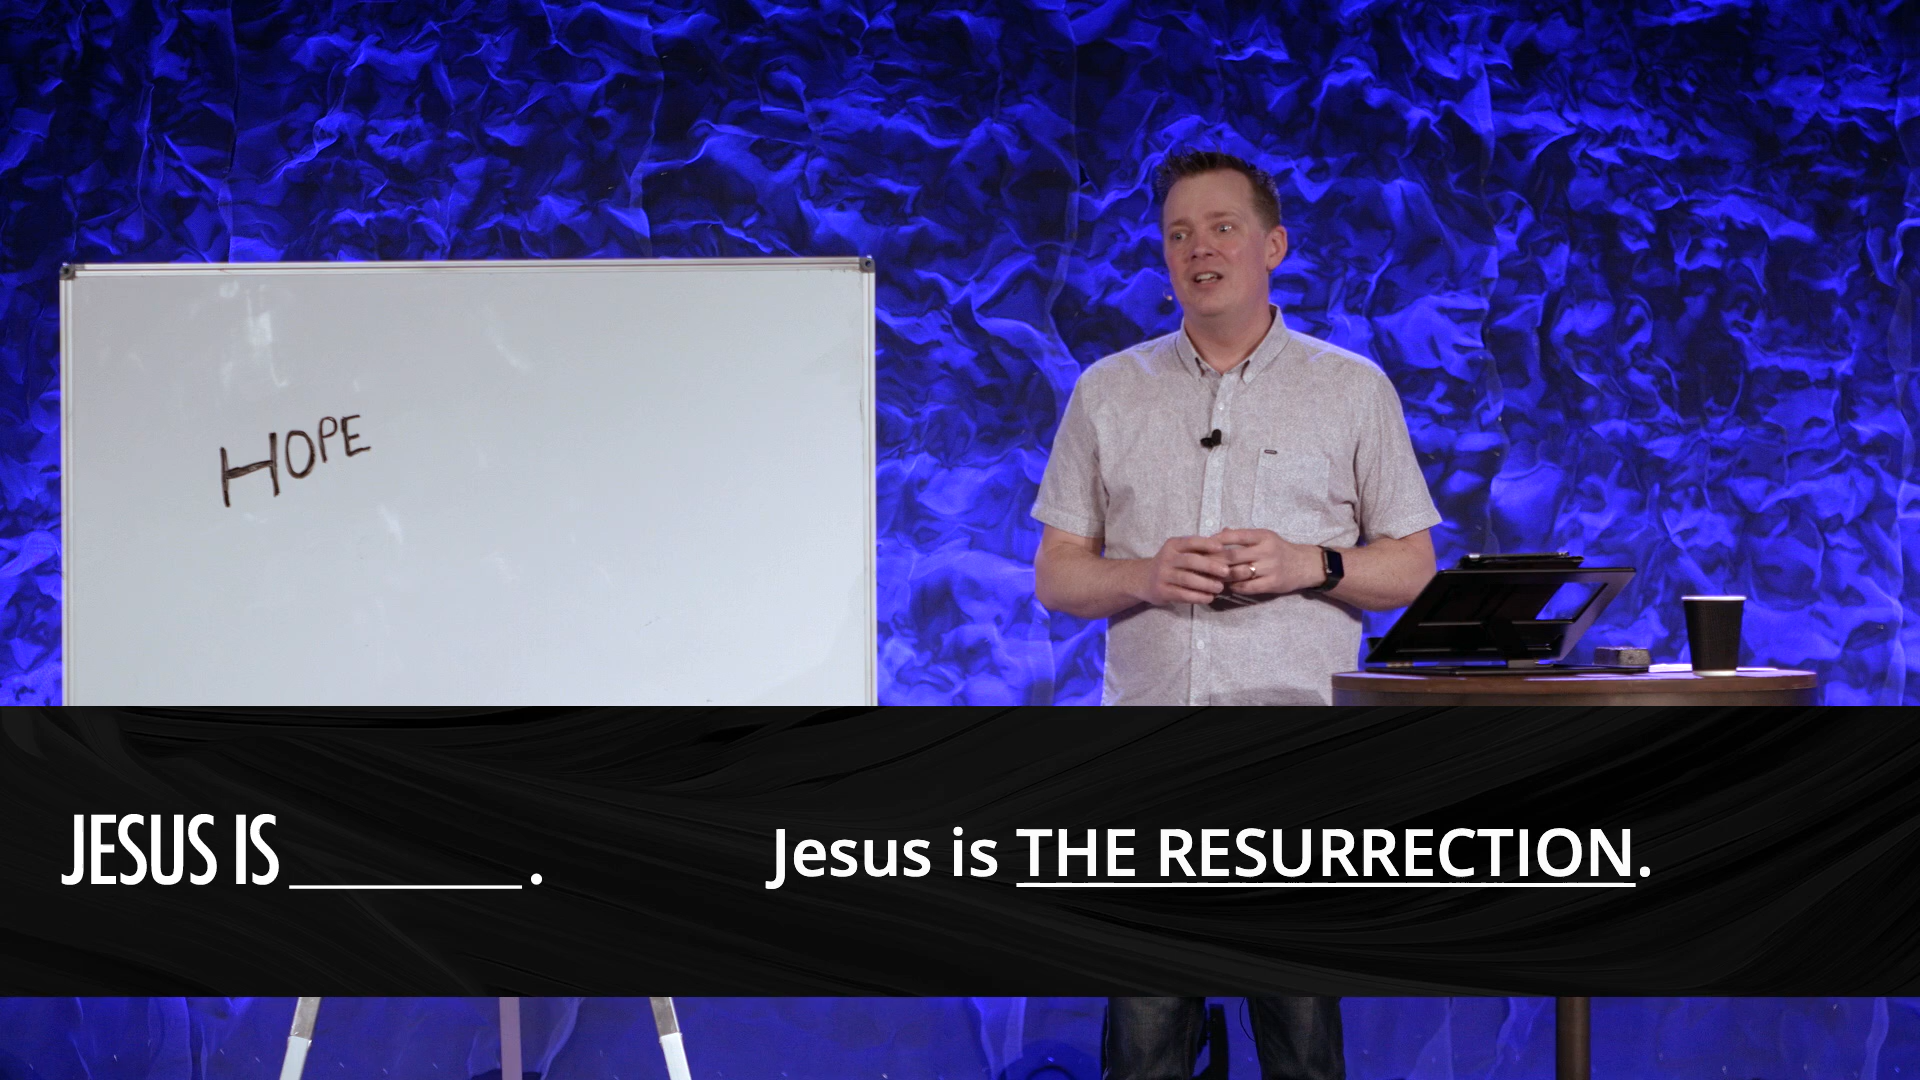 HOPE
JESUS IS ________.
Jesus is THE RESURRECTION.